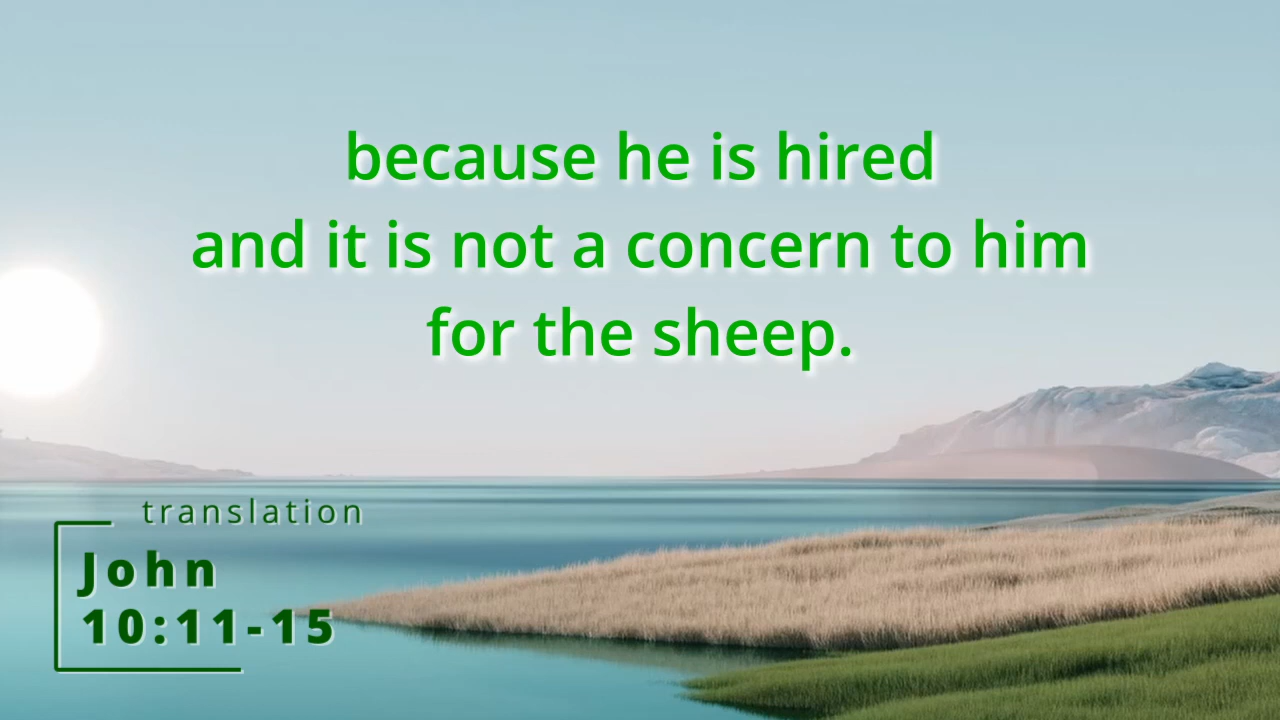 because he is hired
and it is not a concern to him
for the sheep.
translation
John
10:11-15